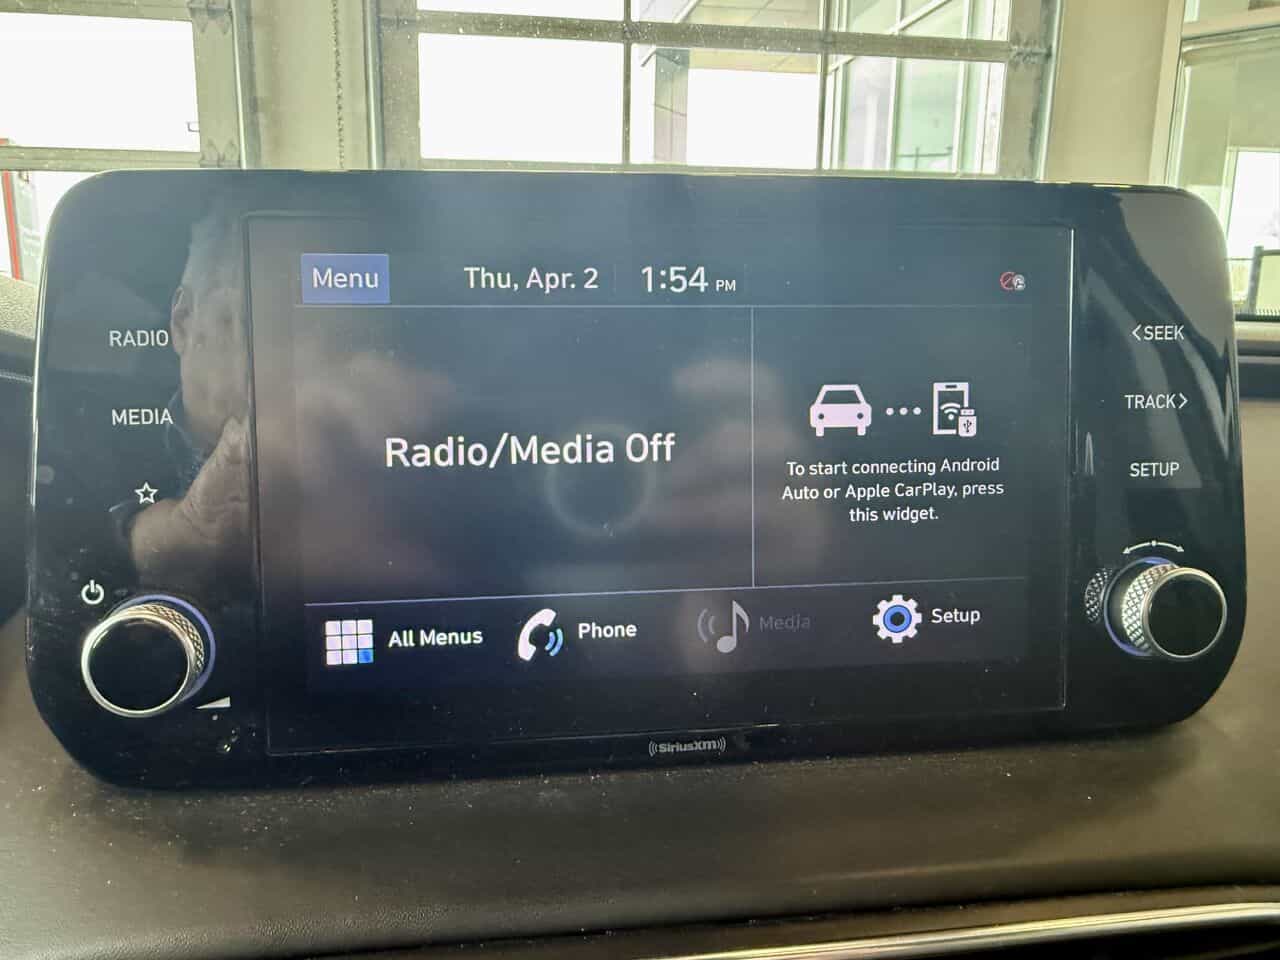 Menu
Thu, Apr. 2
1:54 PM
RADIO
MEDIA
Radio/Media Off
To start connecting Android
Auto or Apple CarPlay, press
this widget.
<SEEK
TRACK>
SETUP
All Menus
Phone
Media
Setup
((SiriusXM))